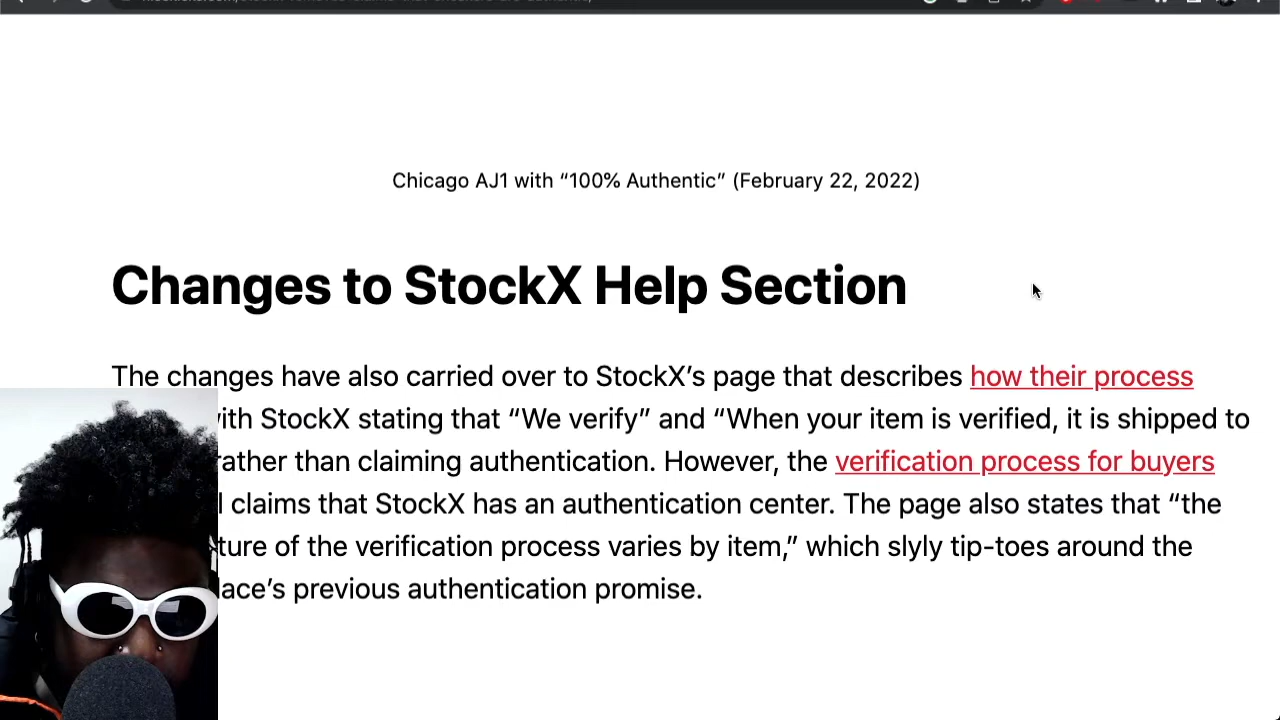 Chicago AJ1 with “100% Authentic” (February 22, 2022)
Changes to StockX Help Section
The changes have also carried over to StockX’s page that describes how their process
with StockX stating that “We verify” and “When your item is verified, it is shipped to
rather than claiming authentication. However, the verification process for buyers
claims that StockX has an authentication center. The page also states that “the
of the verification process varies by item,” which slyly tip-toes around the
previous authentication promise.